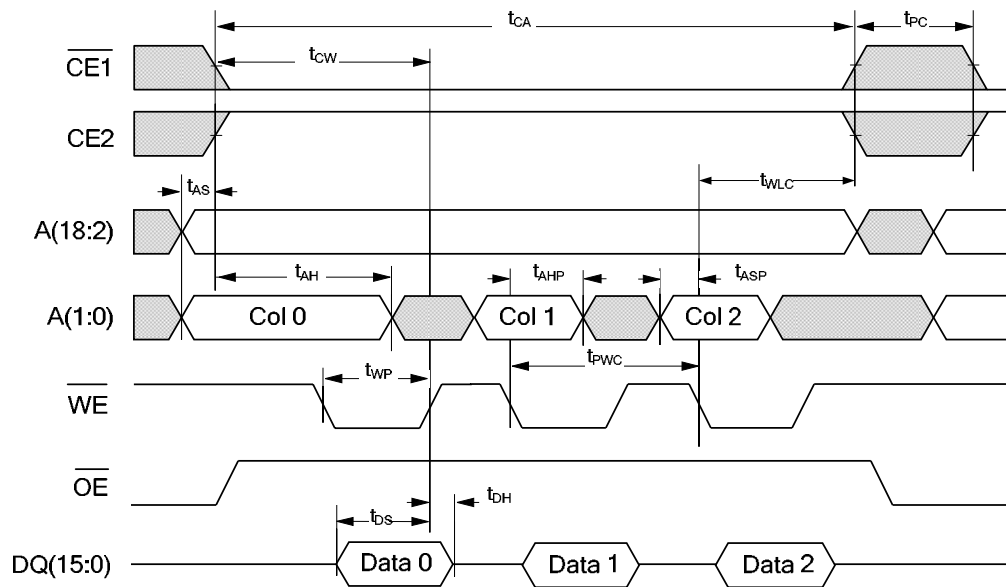 tCA
tPC
tCW
CE1
CE2
tWLC
tAS
A(18:2)
tAH
tAHP
tASP
A(1:0)
Col 0
Col 1
Col 2
tPWC
tWP
WE
OE
tDH
tDS
DQ(15:0)
Data 0
Data 1
Data 2